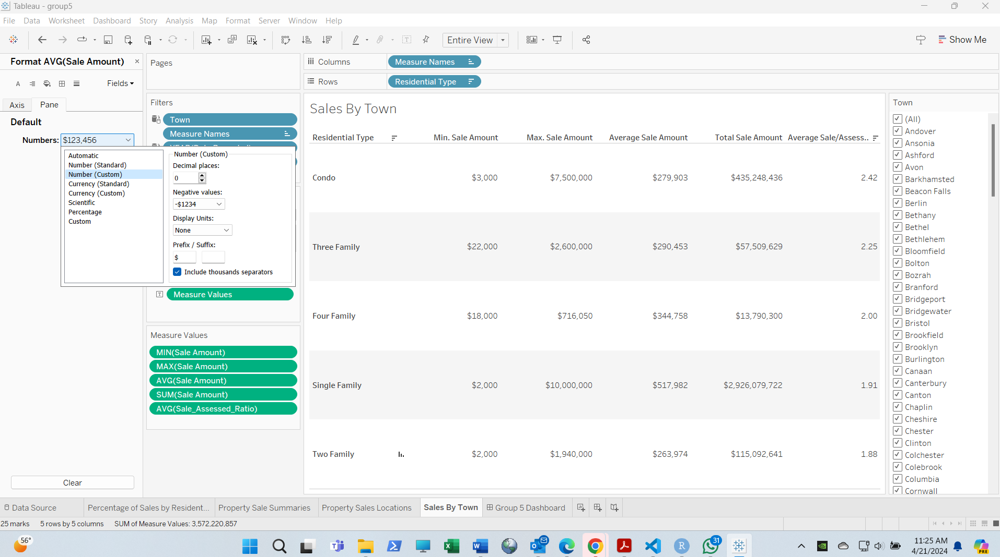 Tableau - group5
File Data Worksheet Dashboard Story Analysis Map Format Server Window Help
Entire View
Show Me
Format AVG(Sale Amount)
Fields
Axis Pane
Default
Numbers: $123,456
Automatic
Number (Standard)
Number (Custom)
Currency (Standard)
Currency (Custom)
Scientific
Percentage
Custom
Number (Custom)
Decimal places:
0
Negative values:
-$1234
Display Units:
None
Prefix / Suffix:
$
Include thousands separators
Clear
Pages
Filters
Town
Measure Names
Measure Values
Measure Values
MIN(Sale Amount)
MAX(Sale Amount)
AVG(Sale Amount)
SUM(Sale Amount)
AVG(Sale_Assessed_Ratio)
Columns Measure Names
Rows Residential Type
Sales By Town
Residential Type Min. Sale Amount Max. Sale Amount Average Sale Amount Total Sale Amount Average Sale/Assess..
Condo $3,000 $7,500,000 $279,903 $435,248,436 2.42
Three Family $22,000 $2,600,000 $290,453 $57,509,629 2.25
Four Family $18,000 $716,050 $344,758 $13,790,300 2.00
Single Family $2,000 $10,000,000 $517,982 $2,926,079,722 1.91
Two Family $2,000 $1,940,000 $263,974 $115,092,641 1.88
Town
(All)
Andover
Ansonia
Ashford
Avon
Barkhamsted
Beacon Falls
Berlin
Bethany
Bethel
Bethlehem
Bloomfield
Bolton
Bozrah
Branford
Bridgeport
Bridgewater
Bristol
Brookfield
Brooklyn
Burlington
Canaan
Canterbury
Canton
Chaplin
Cheshire
Chester
Clinton
Colchester
Colebrook
Columbia
Cornwall
Data Source Percentage of Sales by Resident... Property Sale Summaries Property Sales Locations Sales By Town Group 5 Dashboard
25 marks 5 rows by 5 columns SUM of Measure Values: 3,572,220,857
56°
31
11:25 AM
4/21/2024
PRE